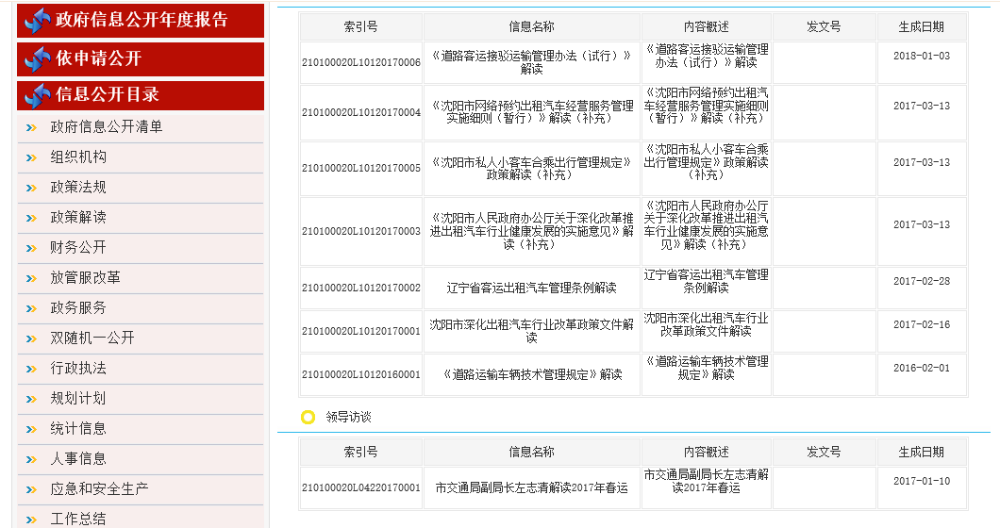 政府信息公开年度报告
依申请公开
信息公开目录
政府信息公开清单
组织机构
政策法规
政策解读
财务公开
放管服改革
政务服务
双随机一公开
行政执法
规划计划
统计信息
人事信息
应急和安全生产
工作总结
索引号 信息名称 内容概述 发文号 生成日期
210100020L10120170006
《道路客运接驳运输管理办法（试行）》
解读
《道路客运接驳运输管理
办法（试行）》解读
2018-01-03
210100020L10120170004
《沈阳市网络预约出租汽车经营服务管理
实施细则（暂行）》解读（补充）
《沈阳市网络预约出租汽
车经营服务管理实施细则
（暂行）》解读（补充）
2017-03-13
210100020L10120170005
《沈阳市私人小客车合乘出行管理规定》
政策解读（补充）
《沈阳市私人小客车合乘
出行管理规定》政策解读
（补充）
2017-03-13
210100020L10120170003
《沈阳市人民政府办公厅关于深化改革推
进出租汽车行业健康发展的实施意见》解
读（补充）
《沈阳市人民政府办公厅
关于深化改革推进出租汽
车行业健康发展的实施意
见》解读（补充）
2017-03-13
210100020L10120170002
辽宁省客运出租汽车管理条例解读
辽宁省客运出租汽车管理
条例解读
2017-02-28
210100020L10120170001
沈阳市深化出租汽车行业改革政策文件解
读
沈阳市深化出租汽车行业
改革政策文件解读
2017-02-16
210100020L10120160001
《道路运输车辆技术管理规定》解读
《道路运输车辆技术管理
规定》解读
2016-02-01
领导访谈
索引号 信息名称 内容概述 发文号 生成日期
210100020L04220170001
市交通局副局长左志清解读2017年春运
市交通局副局长左志清解
读2017年春运
2017-01-10